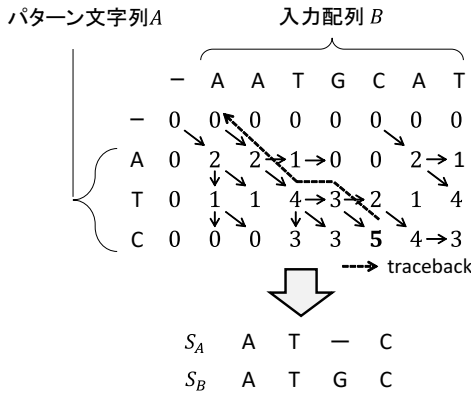 パターン文字列A 入力配列 B
− A A T G C A T
− 0 0 0 0 0 0 0 0
A 0 2 2 → 1 → 0 0 2 → 1
T 0 1 1 4 → 3 → 2 1 4
C 0 0 0 3 3 5 4 → 3
traceback
S_A A T − C
S_B A T G C